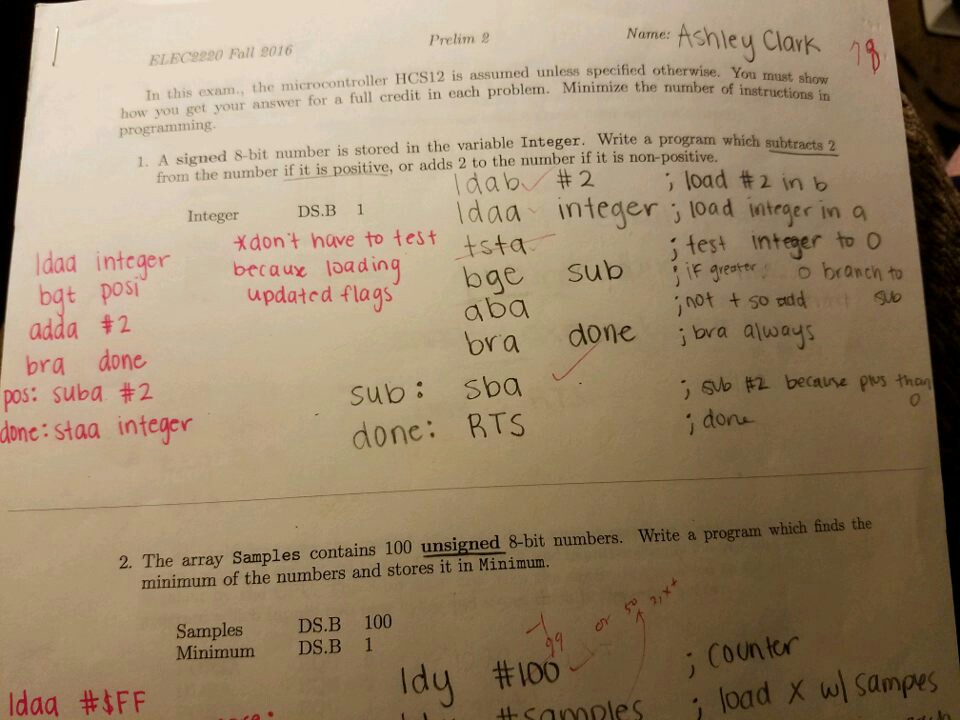 ELEC2220 Fall 2016
Prelim 2
Name: Ashley Clark
78
In this exam., the microcontroller HCS12 is assumed unless specified otherwise. You must show
how you get your answer for a full credit in each problem. Minimize the number of instructions in
programming.
1. A signed 8-bit number is stored in the variable Integer. Write a program which subtracts 2
from the number if it is positive, or adds 2 to the number if it is non-positive.
Integer DS.B 1
ldab #2 ; load #2 in b
ldaa integer ; load integer in a
tsta ; test integer to 0
bge sub ; if greater 0 branch to sub
aba ; not + so add
bra done ; bra always
sub: sba ; sub #2 because plus than 0
done: RTS ; done
ldaa integer
bgt posi
adda #2
bra done
pos: suba #2
done: staa integer
*don't have to test
because loading
updated flags
2. The array Samples contains 100 unsigned 8-bit numbers. Write a program which finds the
minimum of the numbers and stores it in Minimum.
Samples DS.B 100
Minimum DS.B 1
-1
99 or 50 2,x+
ldy #100 ; counter
ldaa #$FF
#samples ; load X w/ samples